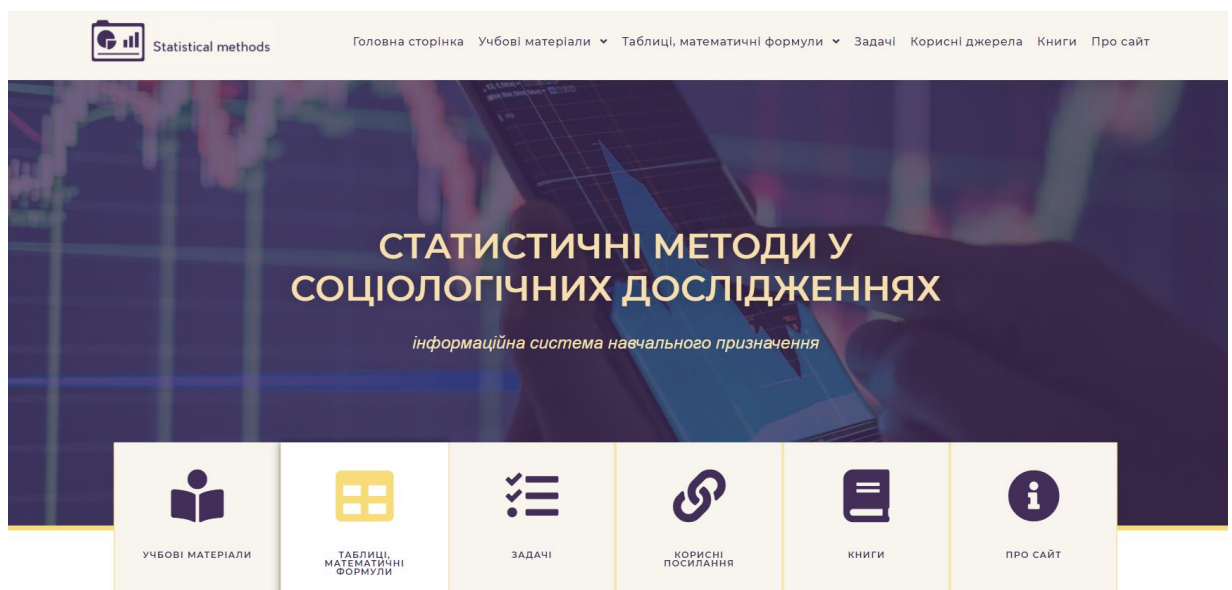 Statistical methods
Головна сторінка Учбові матеріали Таблиці, математичні формули Задачі Корисні джерела Книги Про сайт
СТАТИСТИЧНІ МЕТОДИ У
СОЦІОЛОГІЧНИХ ДОСЛІДЖЕННЯХ
інформаційна система навчального призначення
УЧБОВІ МАТЕРІАЛИ
ТАБЛИЦІ,
МАТЕМАТИЧНІ
ФОРМУЛИ
ЗАДАЧІ
КОРИСНІ
ПОСИЛАННЯ
КНИГИ
ПРО САЙТ